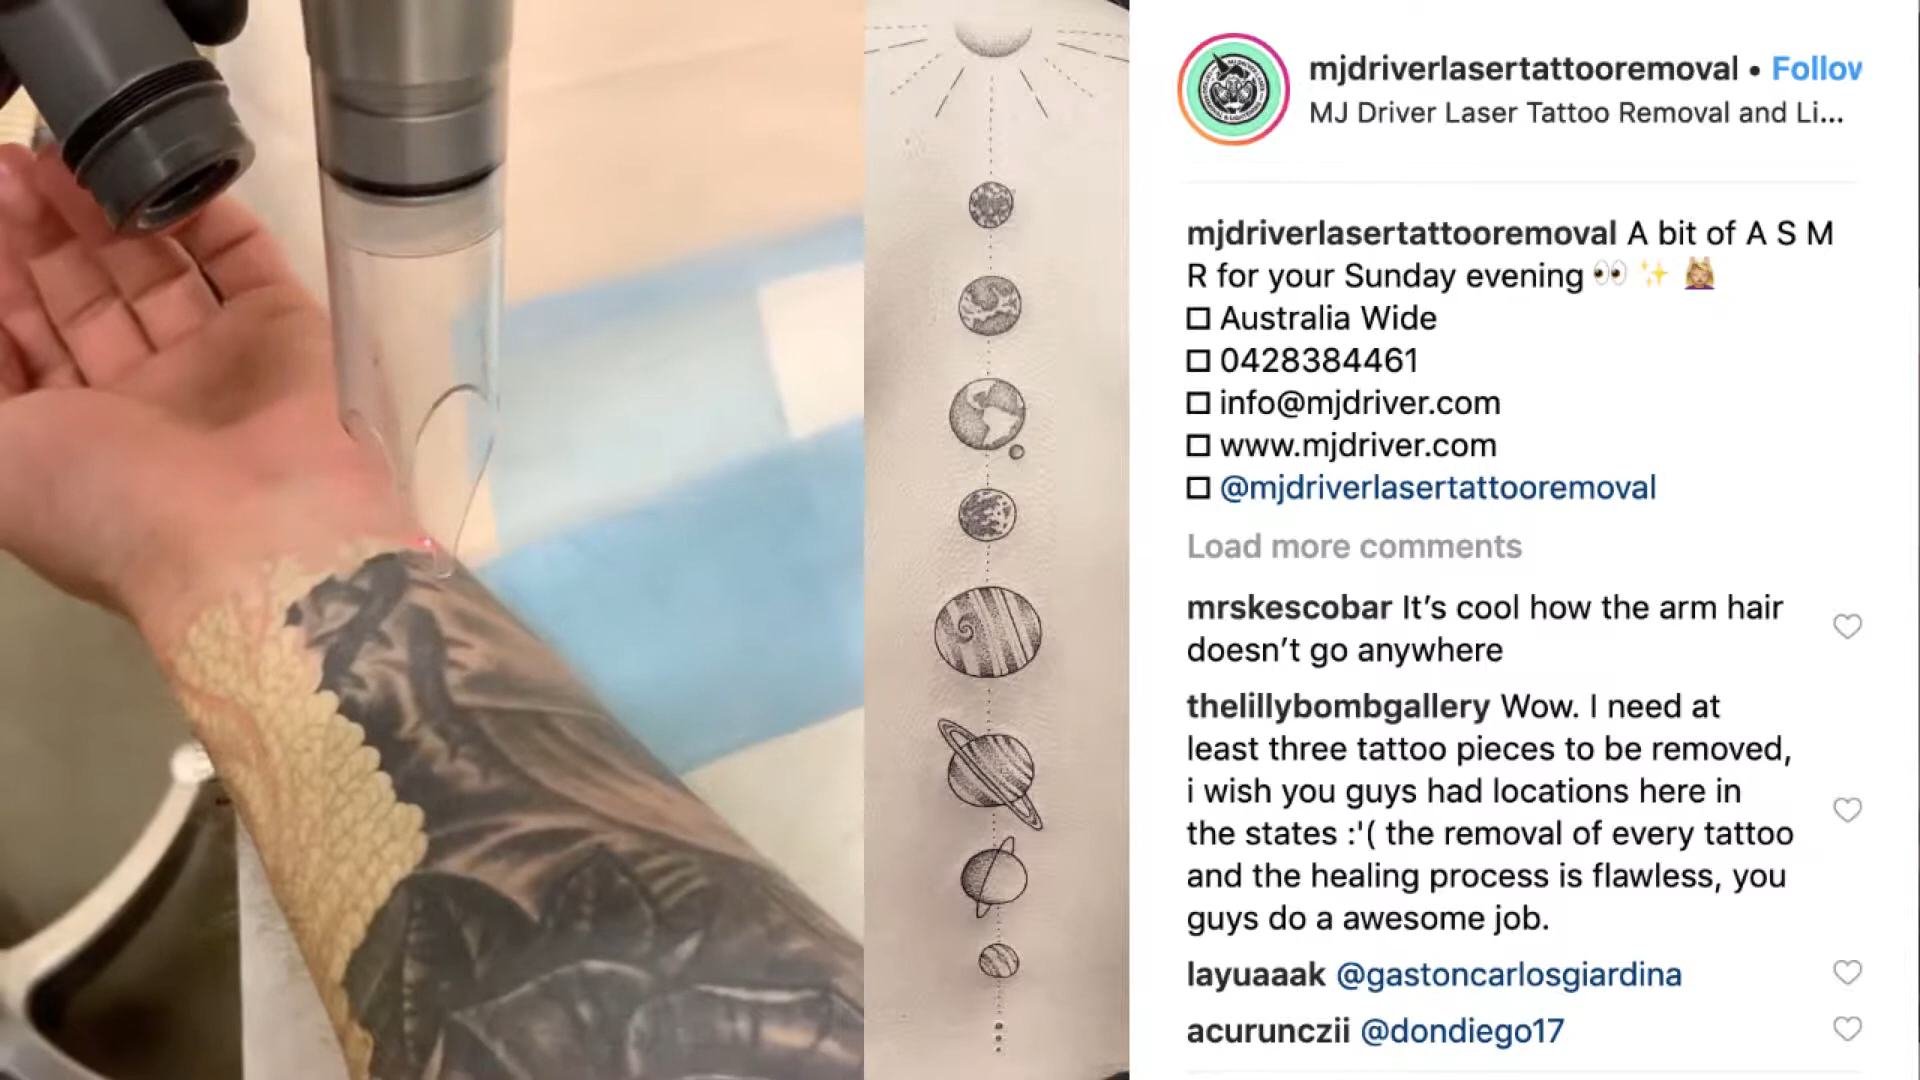 mjdriverlasertattooremoval • Follow
MJ Driver Laser Tattoo Removal and Li...
mjdriverlasertattooremoval A bit of A S M
R for your Sunday evening 👀 ✨ 💆🏼‍♀️
□ Australia Wide
□ 0428384461
□ info@mjdriver.com
□ www.mjdriver.com
□ @mjdriverlasertattooremoval
Load more comments
mrskescobar It’s cool how the arm hair
doesn’t go anywhere
thelillybombgallery Wow. I need at
least three tattoo pieces to be removed,
i wish you guys had locations here in
the states :'( the removal of every tattoo
and the healing process is flawless, you
guys do a awesome job.
layuaaak @gastoncarlosgiardina
acurunczii @dondiego17